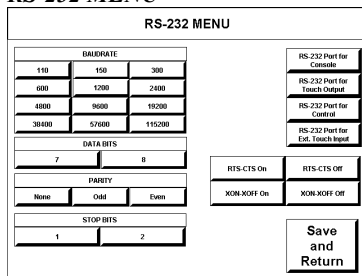 RS-232 MENU
RS-232 MENU
BAUDRATE
110 150 300
600 1200 2400
4800 9600 19200
38400 57600 115200
DATA BITS
7 8
PARITY
None Odd Even
STOP BITS
1 2
RS-232 Port for
Console
RS-232 Port for
Touch Output
RS-232 Port for
Control
RS-232 Port for
Ext. Touch Input
RTS-CTS On RTS-CTS Off
XON-XOFF On XON-XOFF Off
Save
and
Return